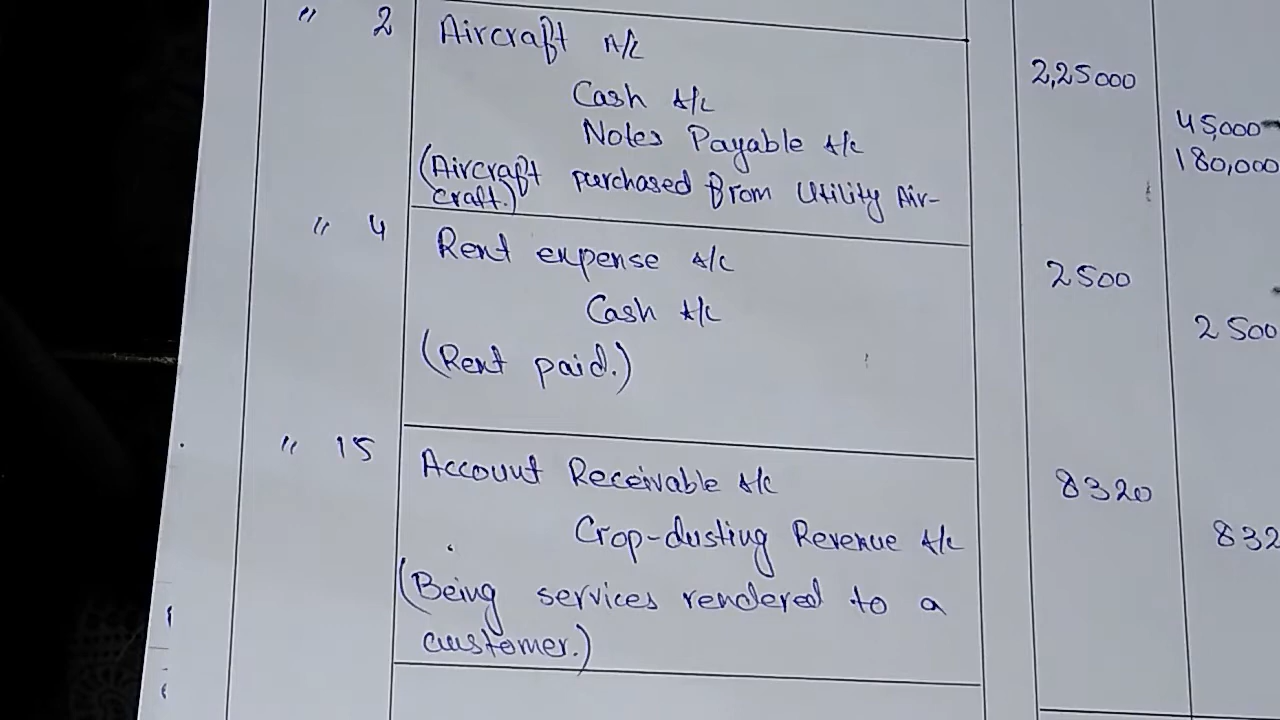 " 2 Aircraft A/c
2,25000
Cash A/c
45,000
Notes Payable A/c
180,000
(Aircraft purchased from Utility Air-
craft.)
" 4 Rent expense A/c
2500
Cash A/c
2500
(Rent paid.)
" 15 Account Receivable A/c
8320
Crop-dusting Revenue A/c
832
(Being services rendered to a
customer.)